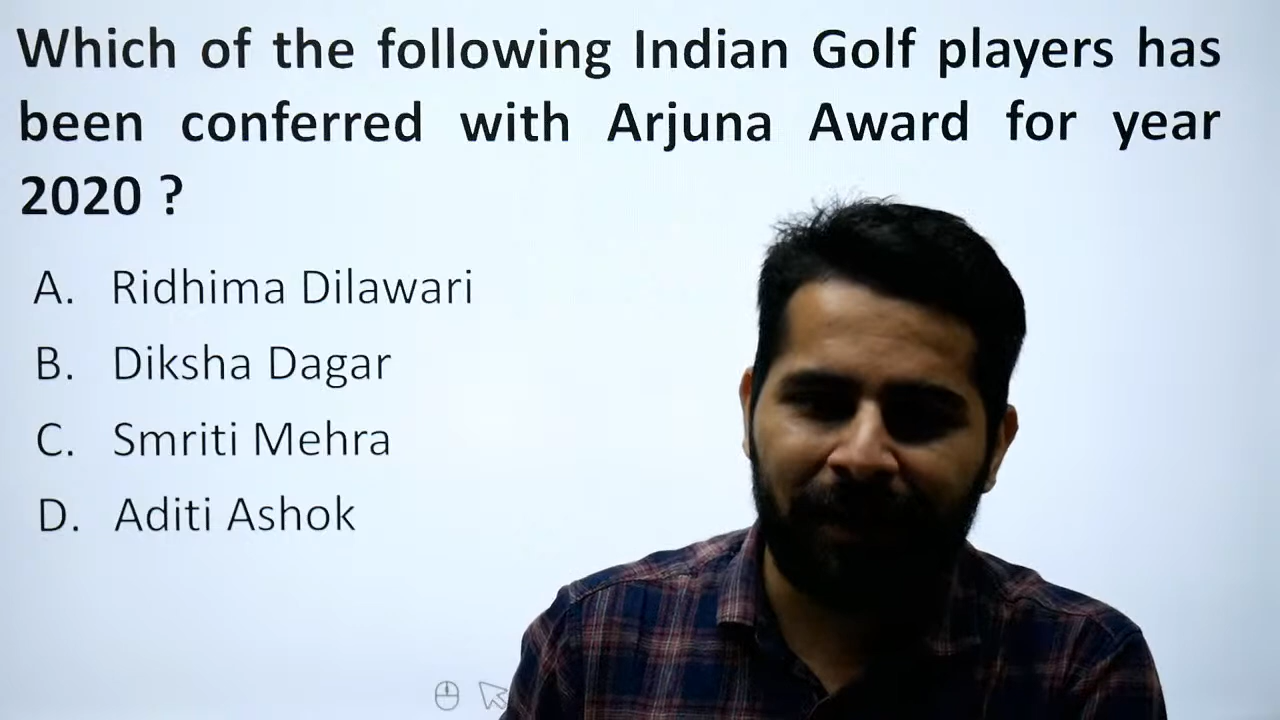 Which of the following Indian Golf players has
been conferred with Arjuna Award for year
2020 ?
A. Ridhima Dilawari
B. Diksha Dagar
C. Smriti Mehra
D. Aditi Ashok